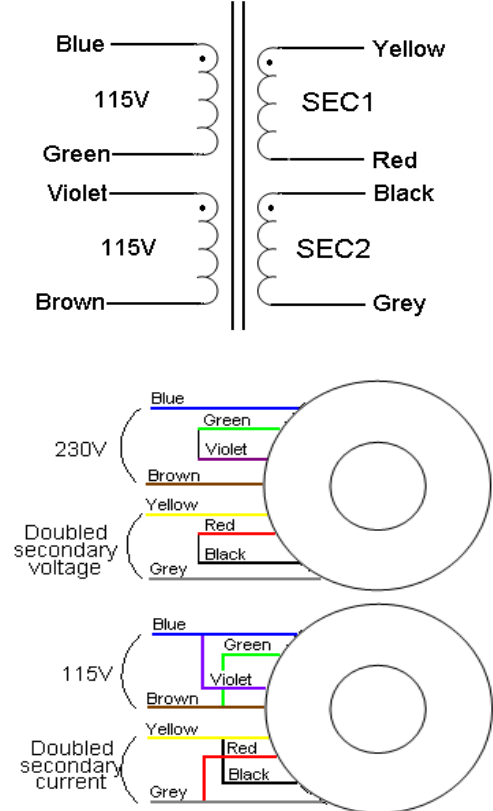 Blue
Yellow
115V
SEC1
Green
Red
Violet
Black
115V
SEC2
Brown
Grey
Blue
Green
230V
Violet
Brown
Yellow
Red
Doubled
secondary
voltage
Black
Grey
Blue
Green
115V
Violet
Brown
Yellow
Red
Doubled
secondary
current
Black
Grey